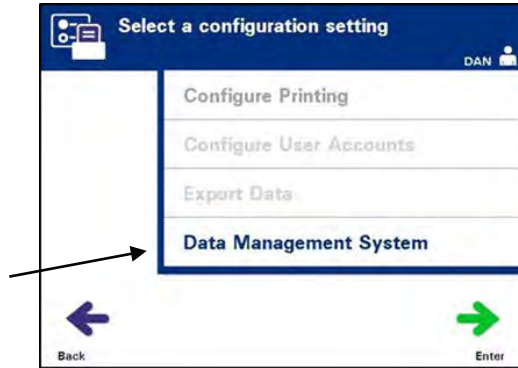 Select a configuration setting
DAN
Configure Printing
Configure User Accounts
Export Data
Data Management System
Back
Enter